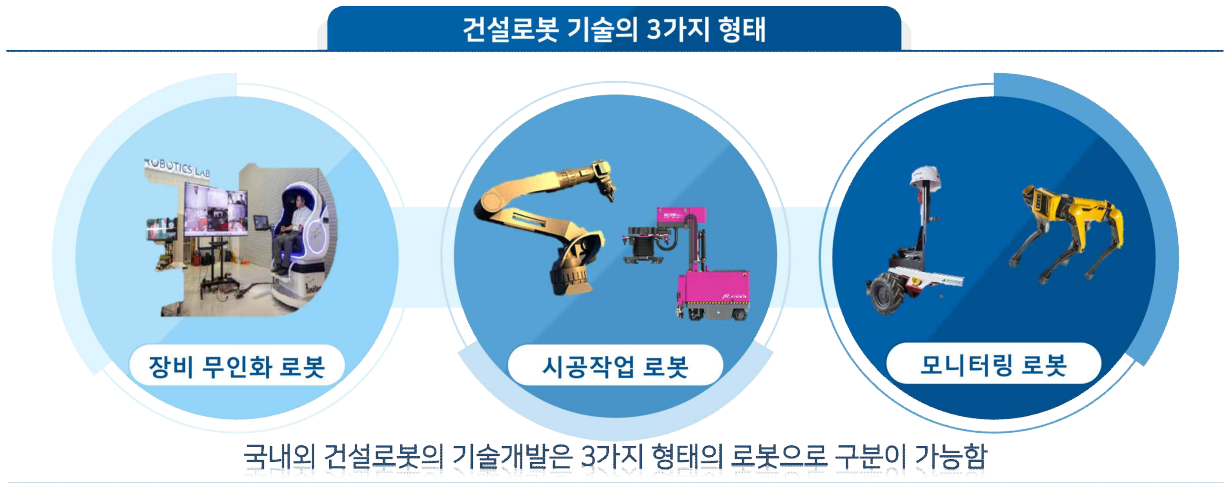 건설로봇 기술의 3가지 형태
ROBOTICS LAB
장비 무인화 로봇
시공작업 로봇
모니터링 로봇
국내외 건설로봇의 기술개발은 3가지 형태의 로봇으로 구분이 가능함